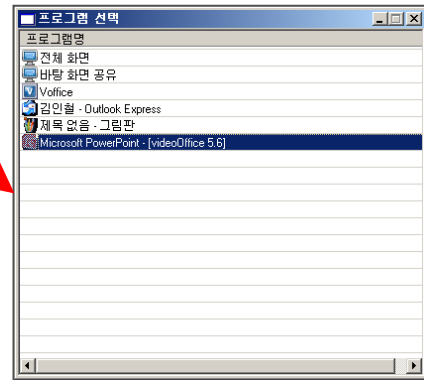 프로그램 선택
프로그램명
전체 화면
바탕 화면 공유
Voffice
김인철 - Outlook Express
제목 없음 - 그림판
Microsoft PowerPoint - [videoOffice 5.6]